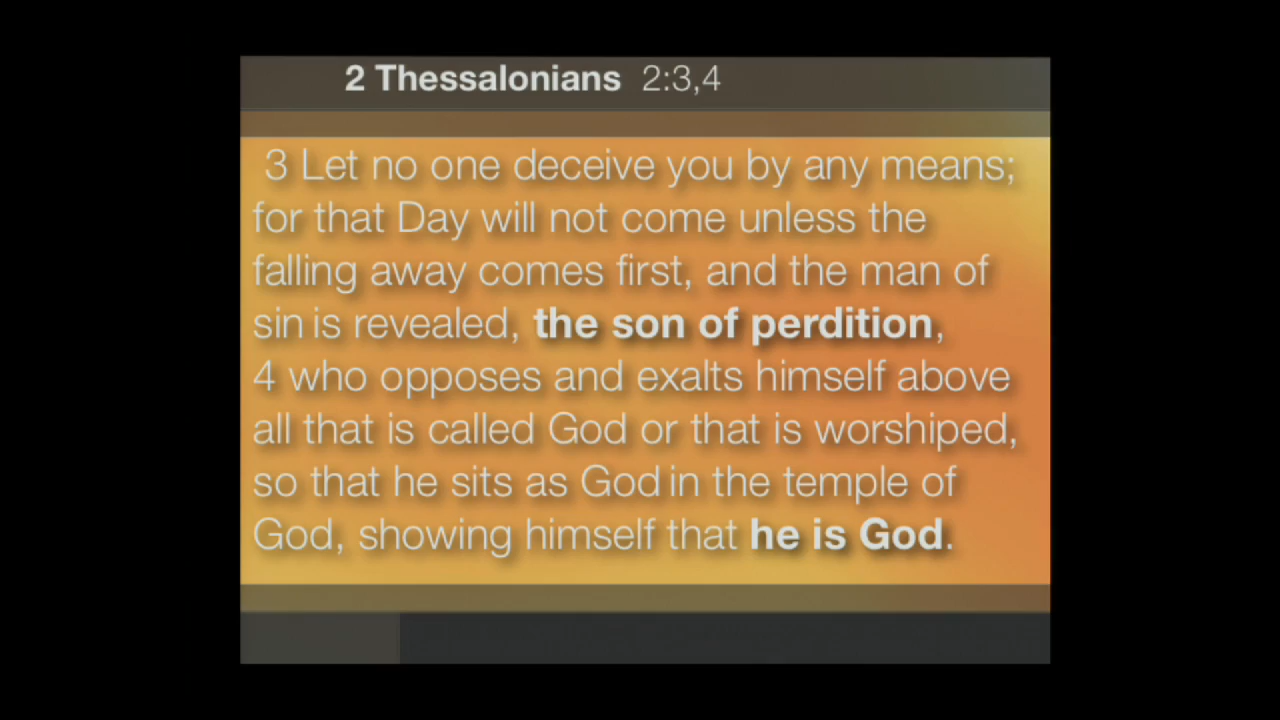 2 Thessalonians 2:3,4
3 Let no one deceive you by any means;
for that Day will not come unless the
falling away comes first, and the man of
sin is revealed, the son of perdition,
4 who opposes and exalts himself above
all that is called God or that is worshiped,
so that he sits as God in the temple of
God, showing himself that he is God.